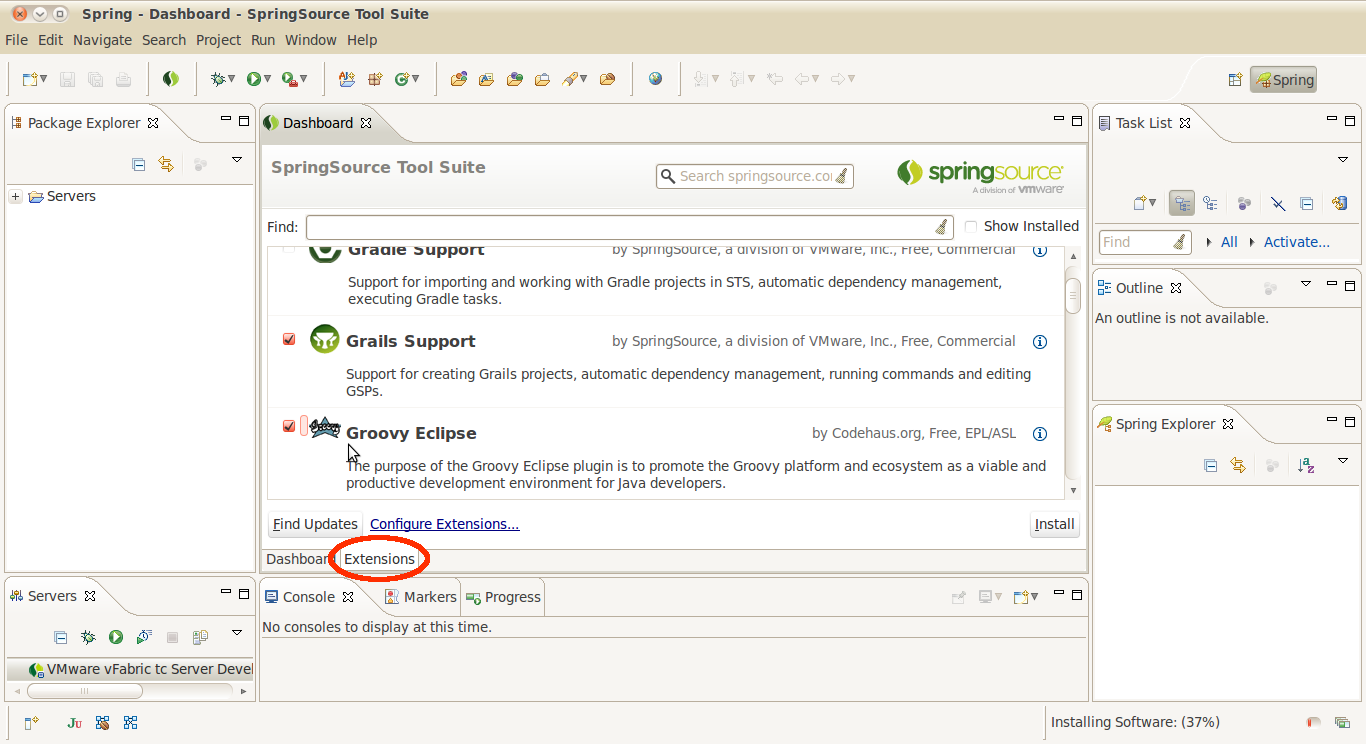 Spring - Dashboard - SpringSource Tool Suite
File Edit Navigate Search Project Run Window Help
Spring
Package Explorer
Servers
Dashboard
SpringSource Tool Suite
Search springsource.co
springsource
A division of vmware
Find:
Show Installed
Gradle Support by SpringSource, a division of VMware, Inc., Free, Commercial
Support for importing and working with Gradle projects in STS, automatic dependency management,
executing Gradle tasks.
Grails Support by SpringSource, a division of VMware, Inc., Free, Commercial
Support for creating Grails projects, automatic dependency management, running commands and editing
GSPs.
Groovy Eclipse by Codehaus.org, Free, EPL/ASL
The purpose of the Groovy Eclipse plugin is to promote the Groovy platform and ecosystem as a viable and
productive development environment for Java developers.
Find Updates Configure Extensions... Install
Dashboard Extensions
Task List
Find All Activate...
Outline
An outline is not available.
Spring Explorer
Servers
VMware vFabric tc Server Devel
Console Markers Progress
No consoles to display at this time.
Ju
Installing Software: (37%)